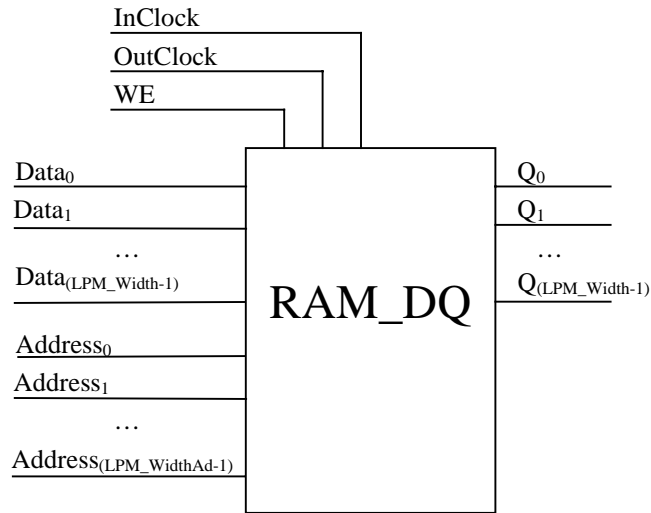 InClock
OutClock
WE
Data₀
Q₀
Data₁
Q₁
…
…
Data(LPM_Width-1)
Q(LPM_Width-1)
RAM_DQ
Address₀
Address₁
…
Address(LPM_WidthAd-1)